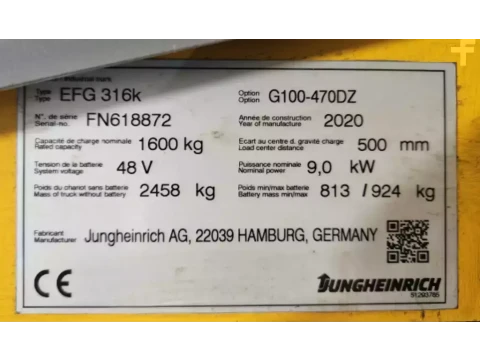 Type
Type EFG 316k Option
Option G100-470DZ
N°. de série
Serial-no. FN618872 Année de construction
Year of manufacture 2020
Capacité de charge nominale
Rated capacity 1600 kg Ecart au centre d. gravité charge
Load center distance 500 mm
Tension de la batterie
System voltage 48 V Puissance nominale
Nominal power 9,0 kW
Poids du chariot sans batterie
Mass of truck without battery 2458 kg Poids min/max batterie
Battery mass min/max 813 / 924 kg
Fabricant
Manufacturer Jungheinrich AG, 22039 HAMBURG, GERMANY
CE
JUNGHEINRICH
51293785
F